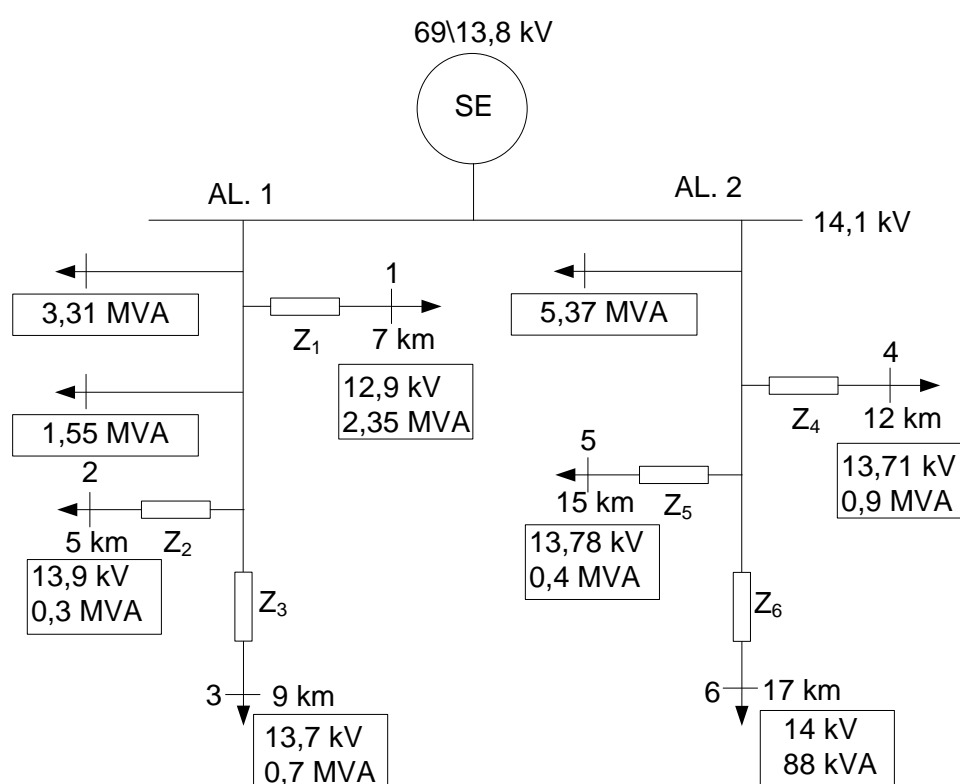 69\13,8 kV
SE
AL. 1
AL. 2
14,1 kV
3,31 MVA
1
Z1
7 km
12,9 kV
2,35 MVA
1,55 MVA
2
5 km
Z2
13,9 kV
0,3 MVA
Z3
3
9 km
13,7 kV
0,7 MVA
5,37 MVA
4
Z4
12 km
13,71 kV
0,9 MVA
5
15 km
Z5
13,78 kV
0,4 MVA
Z6
6
17 km
14 kV
88 kVA